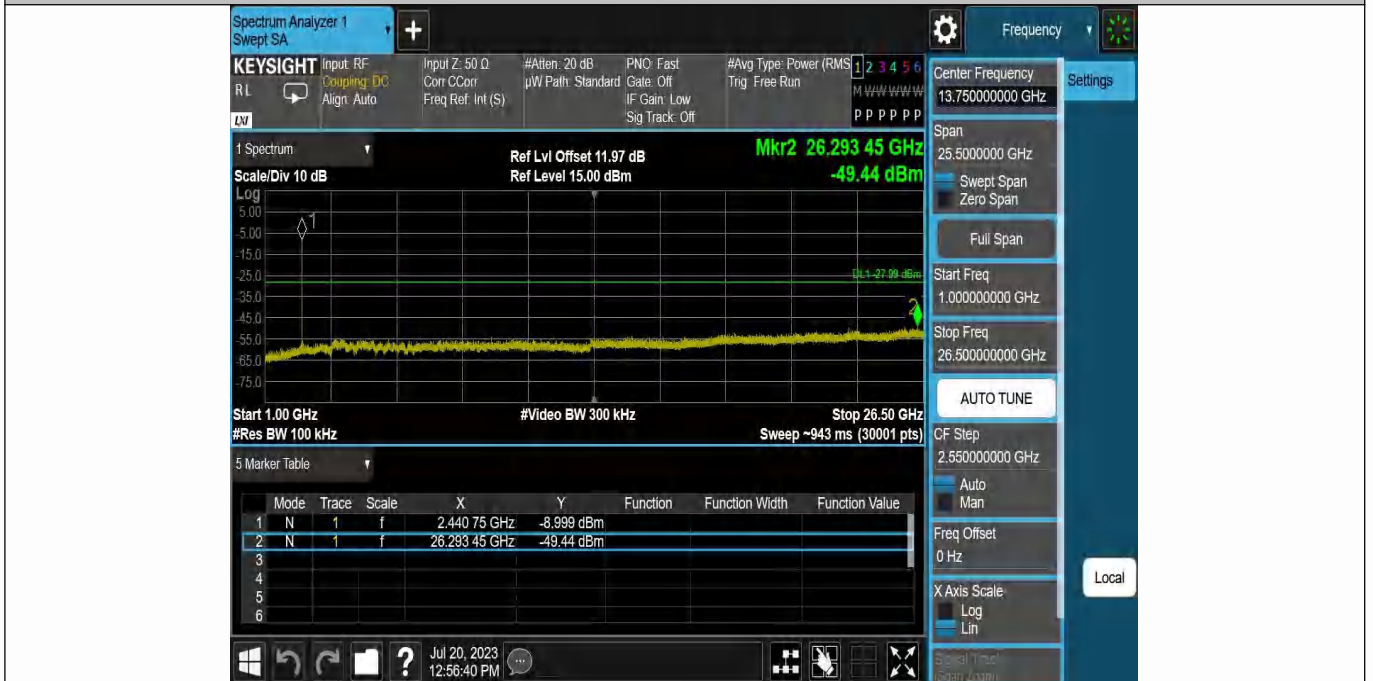 Spectrum Analyzer 1
Swept SA
+
Frequency
KEYSIGHT
RL
LXI
Input: RF
Coupling: DC
Align: Auto
Input Z: 50 Ω
Corr CCorr
Freq Ref: Int (S)
#Atten: 20 dB
µW Path: Standard
PNO: Fast
Gate: Off
IF Gain: Low
Sig Track: Off
#Avg Type: Power (RMS
Trig: Free Run
1 2 3 4 5 6
M W W W W W
P P P P P P
1 Spectrum
Scale/Div 10 dB
Ref Lvl Offset 11.97 dB
Ref Level 15.00 dBm
Mkr2 26.293 45 GHz
-49.44 dBm
Log
5.00
-5.00
-15.0
-25.0
-35.0
-45.0
-55.0
-65.0
-75.0
1
DL1 -27.99 dBm
2
Start 1.00 GHz
#Video BW 300 kHz
Stop 26.50 GHz
#Res BW 100 kHz
Sweep ~943 ms (30001 pts)
5 Marker Table
Mode Trace Scale X Y Function Function Width Function Value
1 N 1 f 2.440 75 GHz -8.999 dBm
2 N 1 f 26.293 45 GHz -49.44 dBm
3
4
5
6
Jul 20, 2023
12:56:40 PM
?
Center Frequency
13.750000000 GHz
Settings
Span
25.5000000 GHz
Swept Span
Zero Span
Full Span
Start Freq
1.000000000 GHz
Stop Freq
26.500000000 GHz
AUTO TUNE
CF Step
2.550000000 GHz
Auto
Man
Freq Offset
0 Hz
X Axis Scale
Log
Lin
Local
Signal Track
(Span Zoom)